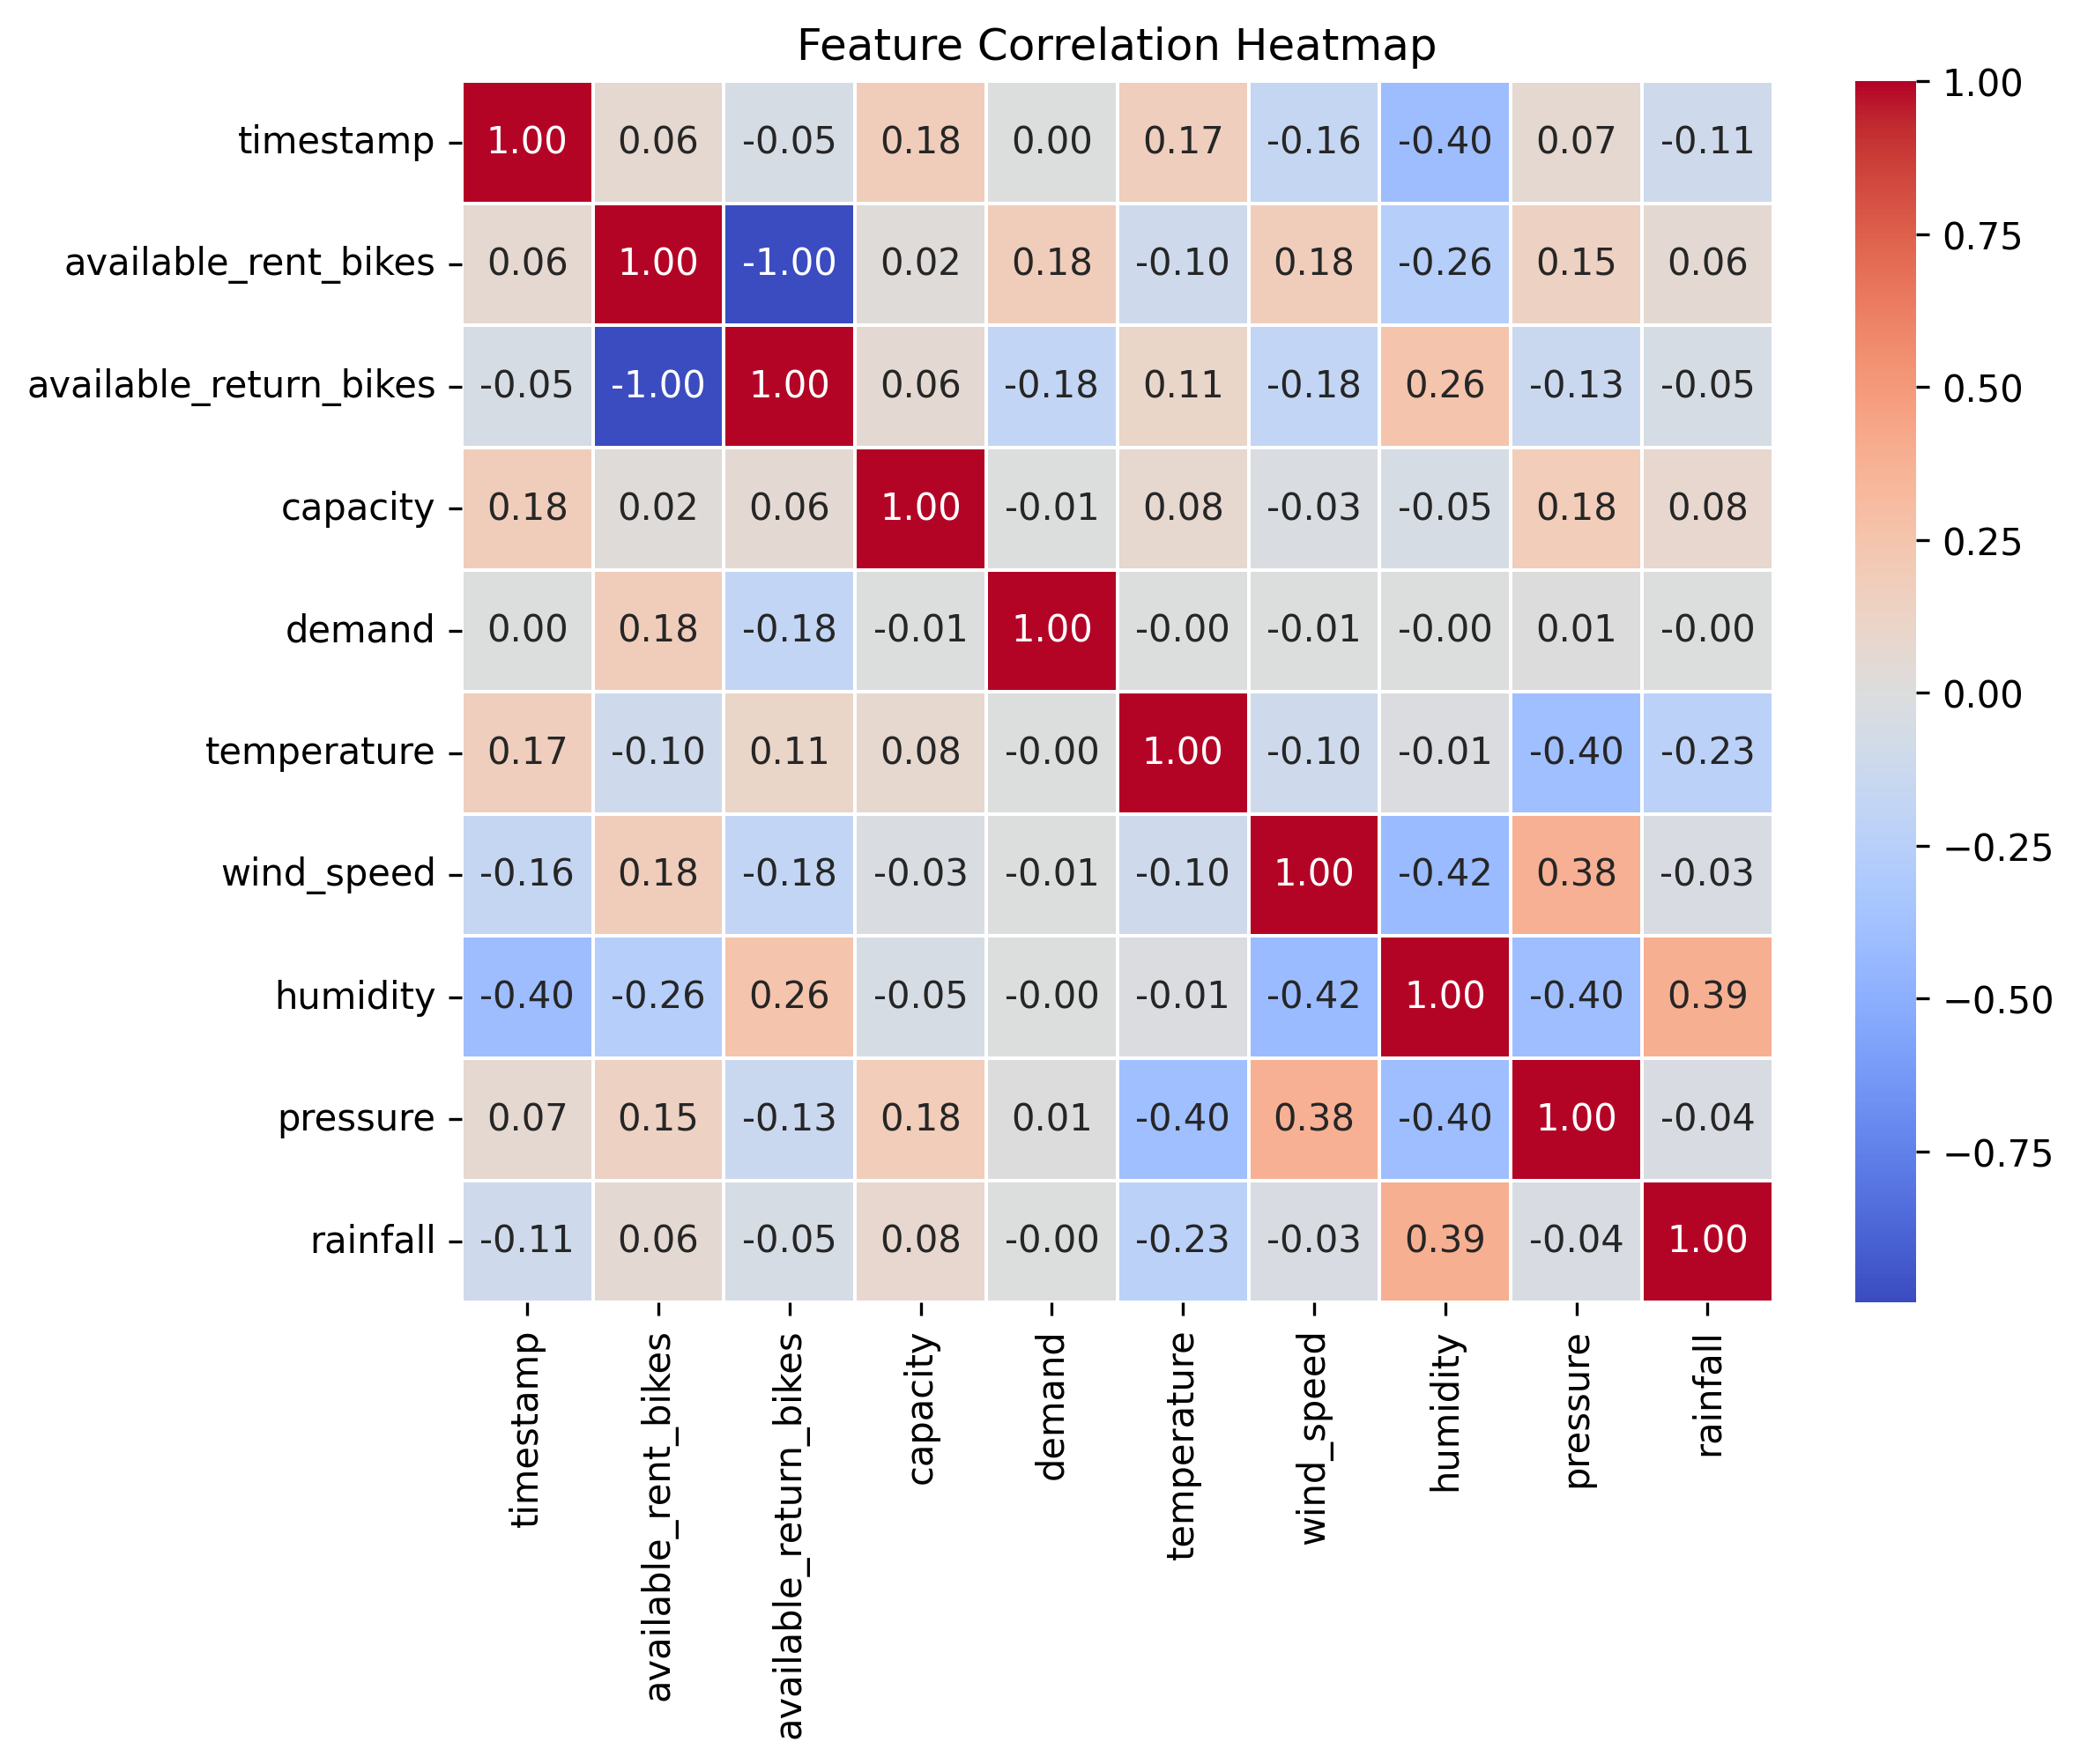 Feature Correlation Heatmap
timestamp 1.00 0.06 -0.05 0.18 0.00 0.17 -0.16 -0.40 0.07 -0.11
available_rent_bikes 0.06 1.00 -1.00 0.02 0.18 -0.10 0.18 -0.26 0.15 0.06
available_return_bikes -0.05 -1.00 1.00 0.06 -0.18 0.11 -0.18 0.26 -0.13 -0.05
capacity 0.18 0.02 0.06 1.00 -0.01 0.08 -0.03 -0.05 0.18 0.08
demand 0.00 0.18 -0.18 -0.01 1.00 -0.00 -0.01 -0.00 0.01 -0.00
temperature 0.17 -0.10 0.11 0.08 -0.00 1.00 -0.10 -0.01 -0.40 -0.23
wind_speed -0.16 0.18 -0.18 -0.03 -0.01 -0.10 1.00 -0.42 0.38 -0.03
humidity -0.40 -0.26 0.26 -0.05 -0.00 -0.01 -0.42 1.00 -0.40 0.39
pressure 0.07 0.15 -0.13 0.18 0.01 -0.40 0.38 -0.40 1.00 -0.04
rainfall -0.11 0.06 -0.05 0.08 -0.00 -0.23 -0.03 0.39 -0.04 1.00
timestamp
available_rent_bikes
available_return_bikes
capacity
demand
temperature
wind_speed
humidity
pressure
rainfall
1.00
0.75
0.50
0.25
0.00
−0.25
−0.50
−0.75